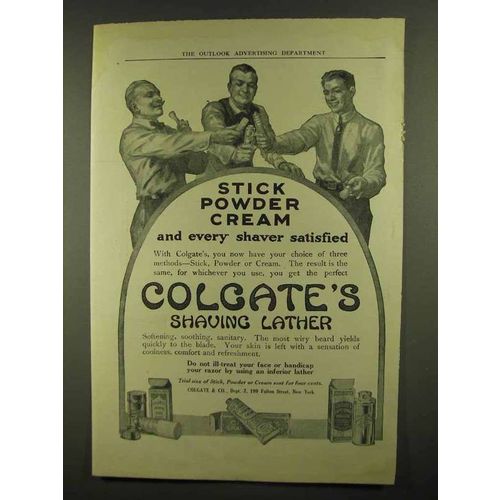 THE OUTLOOK ADVERTISING DEPARTMENT
STICK
POWDER
CREAM
and every shaver satisfied
With Colgate's, you now have your choice of three
methods—Stick, Powder or Cream. The result is the
same, for whichever you use, you get the perfect
COLGATE'S
SHAVING LATHER
Softening, soothing, sanitary. The most wiry beard yields
quickly to the blade. Your skin is left with a sensation of
coolness, comfort and refreshment.
Do not ill-treat your face or handicap
your razor by using an inferior lather
Trial size of Stick, Powder or Cream sent for four cents.
COLGATE & CO., Dept. Z, 199 Fulton Street, New York